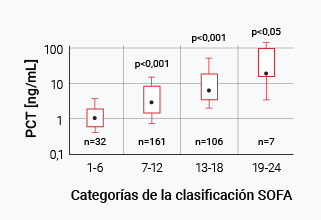 p<0,05
p<0,001
p<0,001
100
10
1
0,1
PCT [ng/mL]
n=32 n=161 n=106 n=7
1-6 7-12 13-18 19-24
Categorías de la clasificación SOFA